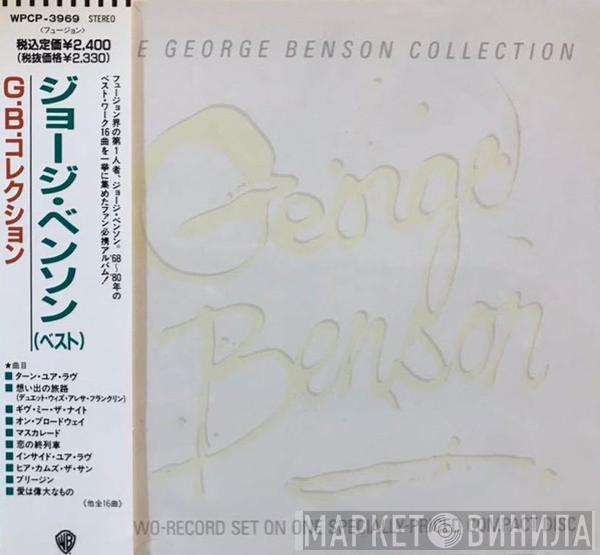 WPCP-3969 STEREO
〈フュージョン〉
税込定価¥2,400
(税抜価格¥2,330)
フュージョン界の第1人者、ジョージ・ベンソン。'68~'80年の
ベスト・ワーク16曲を一挙に集めたファン必携アルバム!
ジョージ・ベンソン(ベスト)
G.B.コレクション
★曲目
■ ターン・ユア・ラヴ
■ 想い出の旅路
(デュエット・ウィズ・アレサ・フランクリン)
■ ギヴ・ミー・ザ・ナイト
■ オン・ブロードウェイ
■ マスカレード
■ 恋の終列車
■ インサイド・ユア・ラヴ
■ ヒア・カムズ・ザ・サン
■ ブリージン
■ 愛は偉大なもの
《他全16曲》
E GEORGE BENSON COLLECTION
George
Benson
WO-RECORD SET ON ONE SPECIALLY-PRICED COMPACT DISC
МАРКЕТ ВИНИЛА